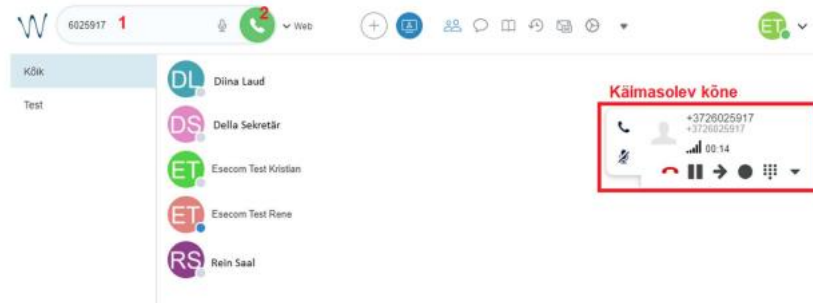 W 6025917 1 2 Web ET
Kõik
Test
DL Diina Laud
DS Della Sekretär
ET Esecom Test Kristian
ET Esecom Test Rene
RS Rein Saal
Käimasolev kõne
+3726025917
+3726025917
00:14